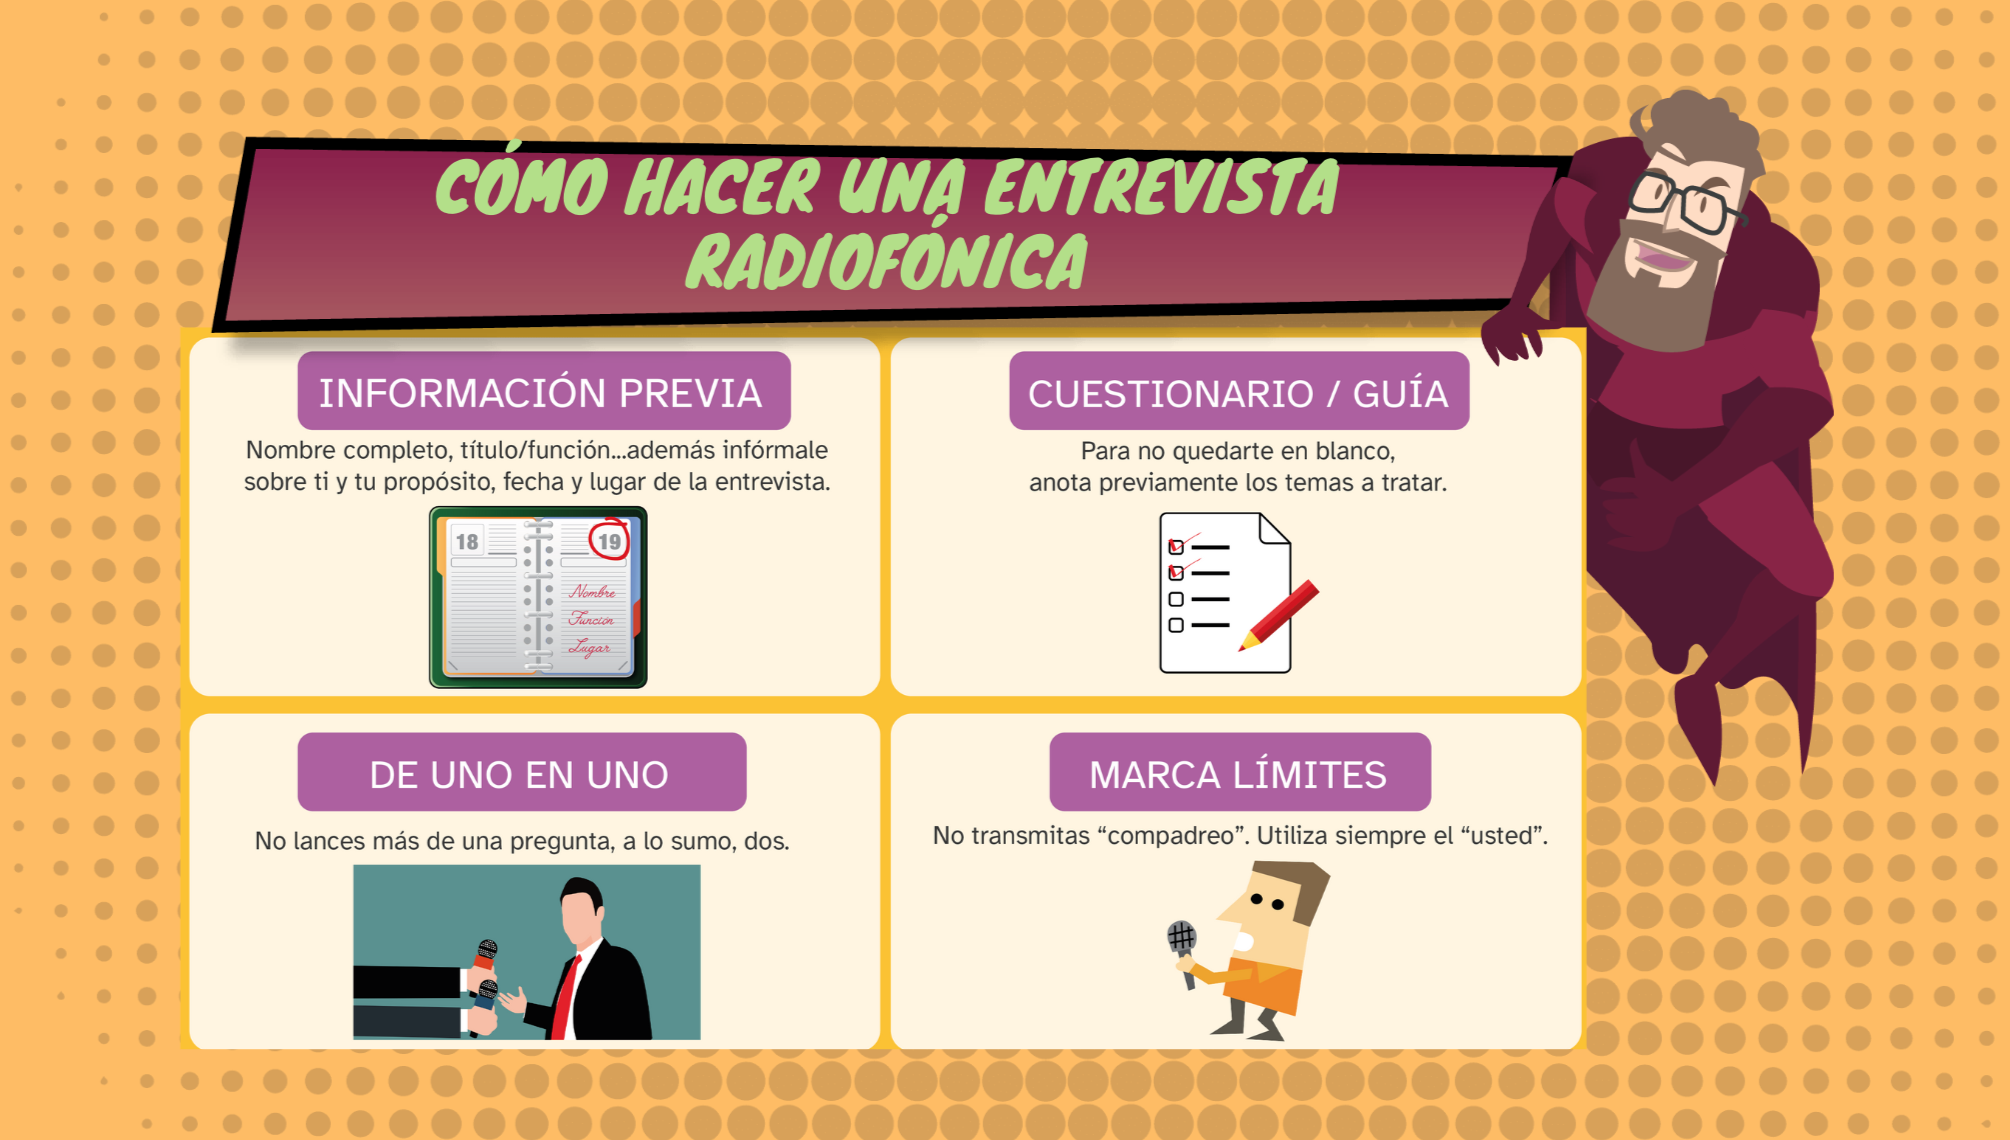 CÓMO HACER UNA ENTREVISTA
RADIOFÓNICA
INFORMACIÓN PREVIA
Nombre completo, título/función...además infórmale
sobre ti y tu propósito, fecha y lugar de la entrevista.
18
19
Nombre
Función
Lugar
CUESTIONARIO / GUÍA
Para no quedarte en blanco,
anota previamente los temas a tratar.
DE UNO EN UNO
No lances más de una pregunta, a lo sumo, dos.
MARCA LÍMITES
No transmitas “compadreo”. Utiliza siempre el “usted”.